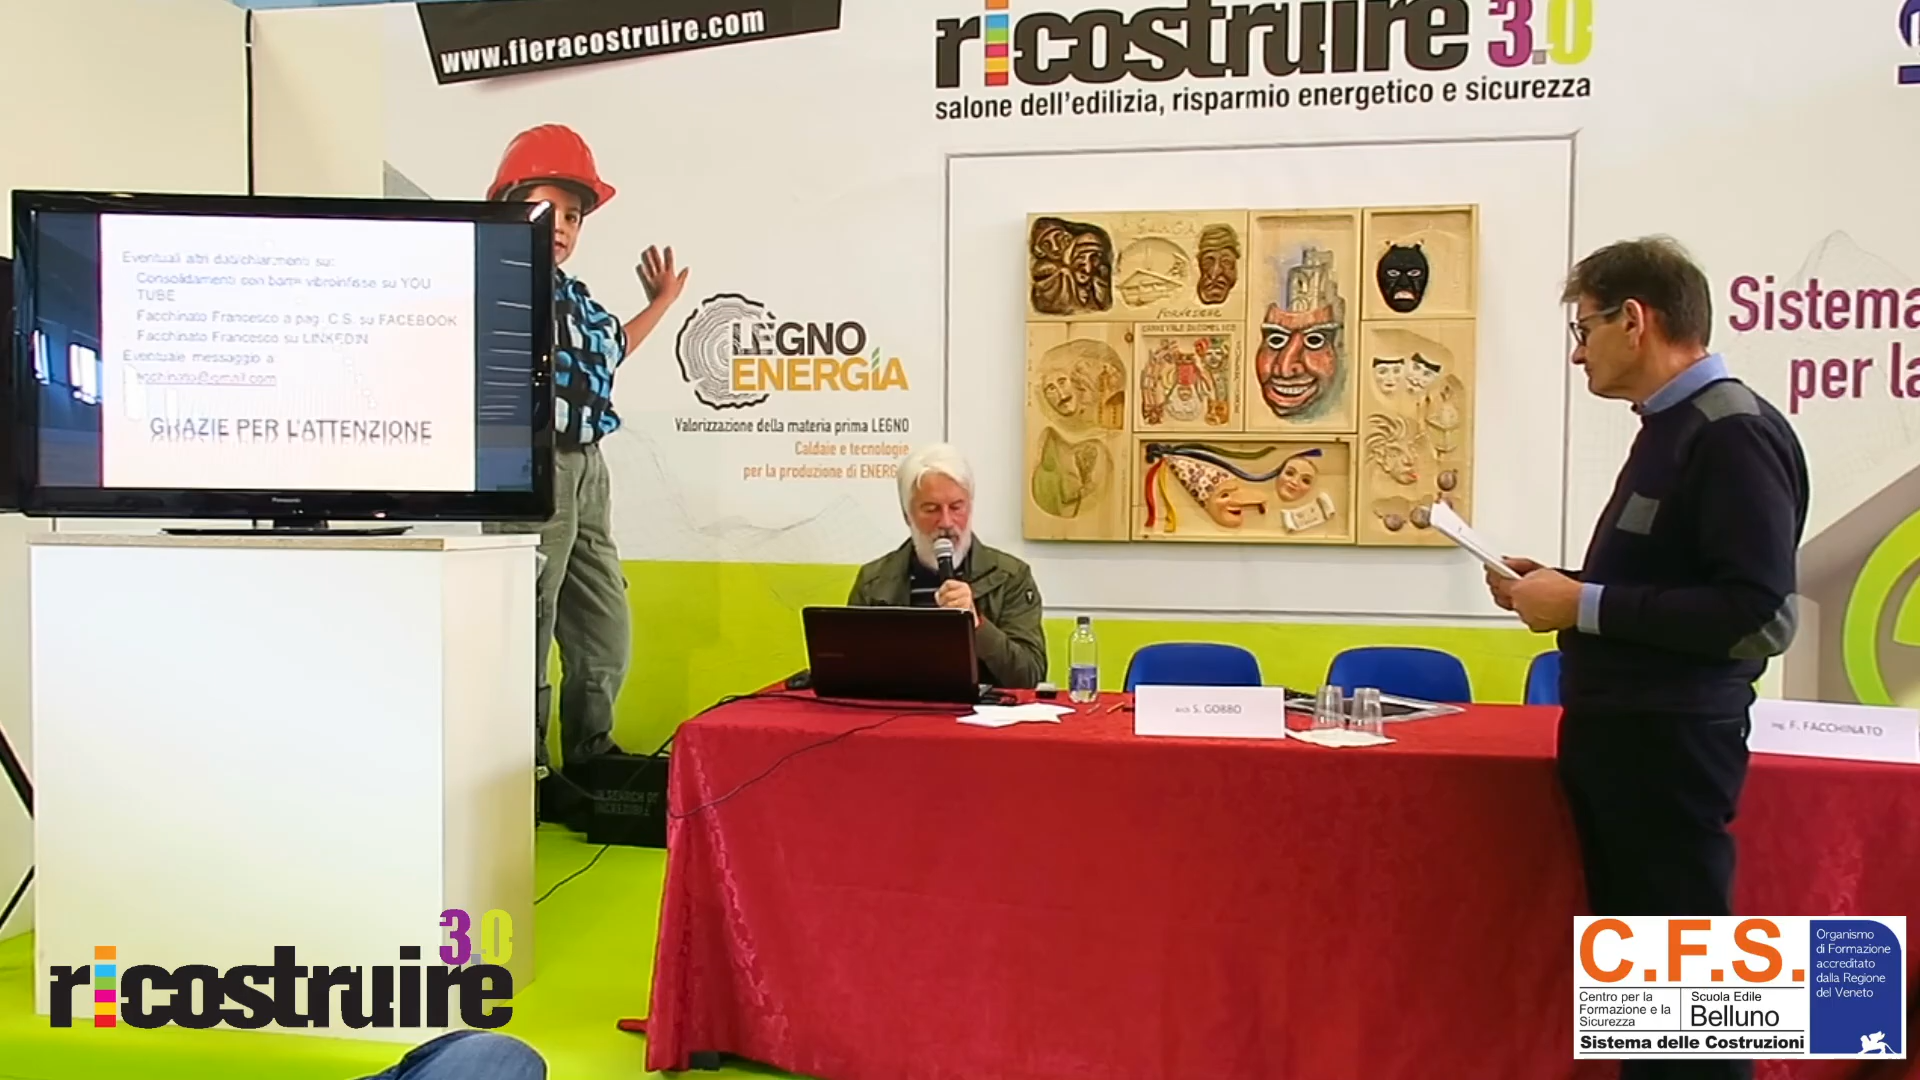 www.fieracostruire.com
ricostruire 3.0
salone dell'edilizia, risparmio energetico e sicurezza
Eventuali altri dubi/chiarimenti su:
Consolidamenti con barre vibroinfisse su YOU
TUBE
Facchinato Francesco a pag. C.S. su FACEBOOK
Facchinato Francesco su LINKEDIN
Eventuale messaggio a
GRAZIE PER L'ATTENZIONE
Panasonic
LEGNO
ENERGIA
Valorizzazione della materia prima LEGNO
Caldaie e tecnologie
per la produzione di
Sistema
per la
arch S. GOBBO
ing. F. FACCHINATO
ricostruire 3.0
C.F.S.
Centro per la
Formazione e la
Sicurezza
Scuola Edile
Belluno
Sistema delle Costruzioni
Organismo
di Formazione
accreditato
dalla Regione
del Veneto